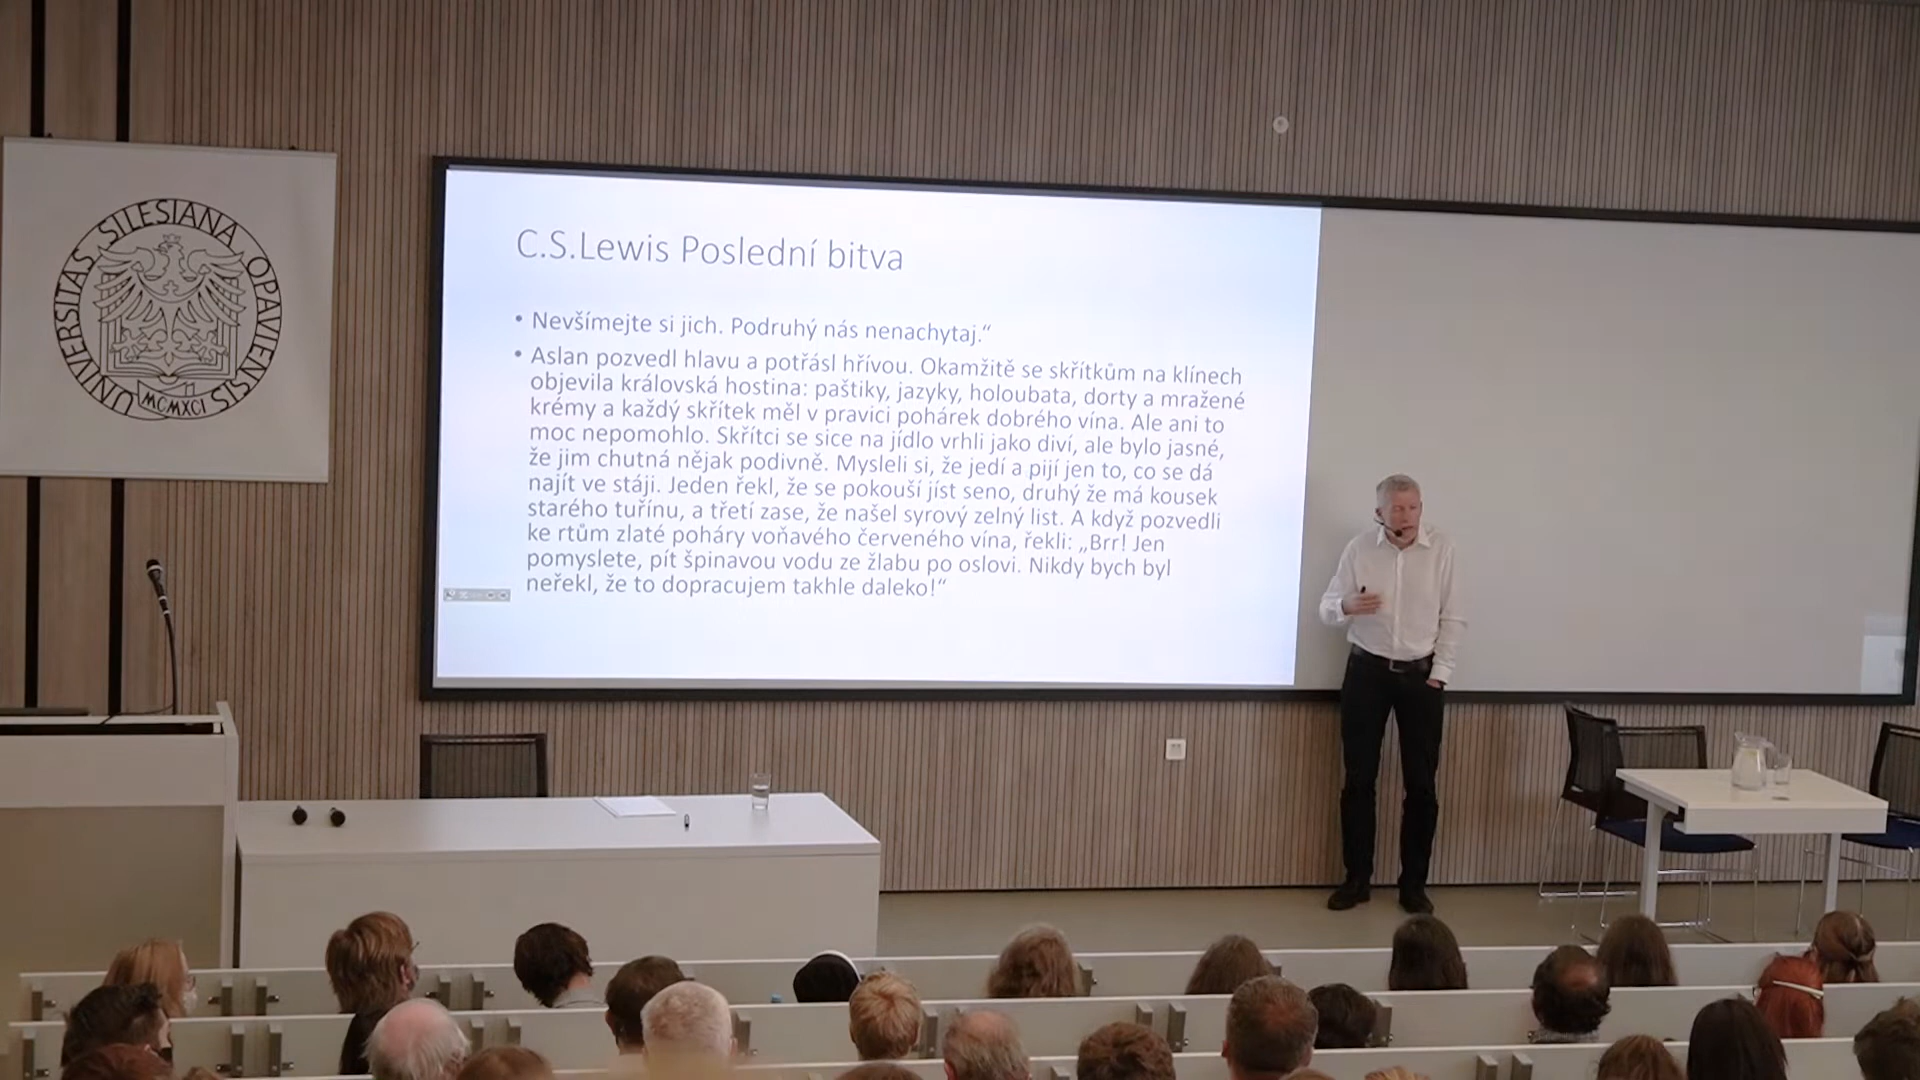 UNIVERSITAS SILESIANA OPAVIENSIS
MCMXCI
C.S.Lewis Poslední bitva
• Nevšímejte si jich. Podruhý nás nenachytaj.“
• Aslan pozvedl hlavu a potřásl hřívou. Okamžitě se skřítkům na klínech
objevila královská hostina: paštiky, jazyky, holoubata, dorty a mražené
krémy a každý skřítek měl v pravici pohárek dobrého vína. Ale ani to
moc nepomohlo. Skřítci se sice na jídlo vrhli jako diví, ale bylo jasné,
že jim chutná nějak podivně. Mysleli si, že jedí a pijí jen to, co se dá
najít ve stáji. Jeden řekl, že se pokouší jíst seno, druhý že má kousek
starého tuřínu, a třetí zase, že našel syrový zelný list. A když pozvedli
ke rtům zlaté poháry voňavého červeného vína, řekli: „Brr! Jen
pomyslete, pít špinavou vodu ze žlabu po oslovi. Nikdy bych byl
neřekl, že to dopracujem takhle daleko!“